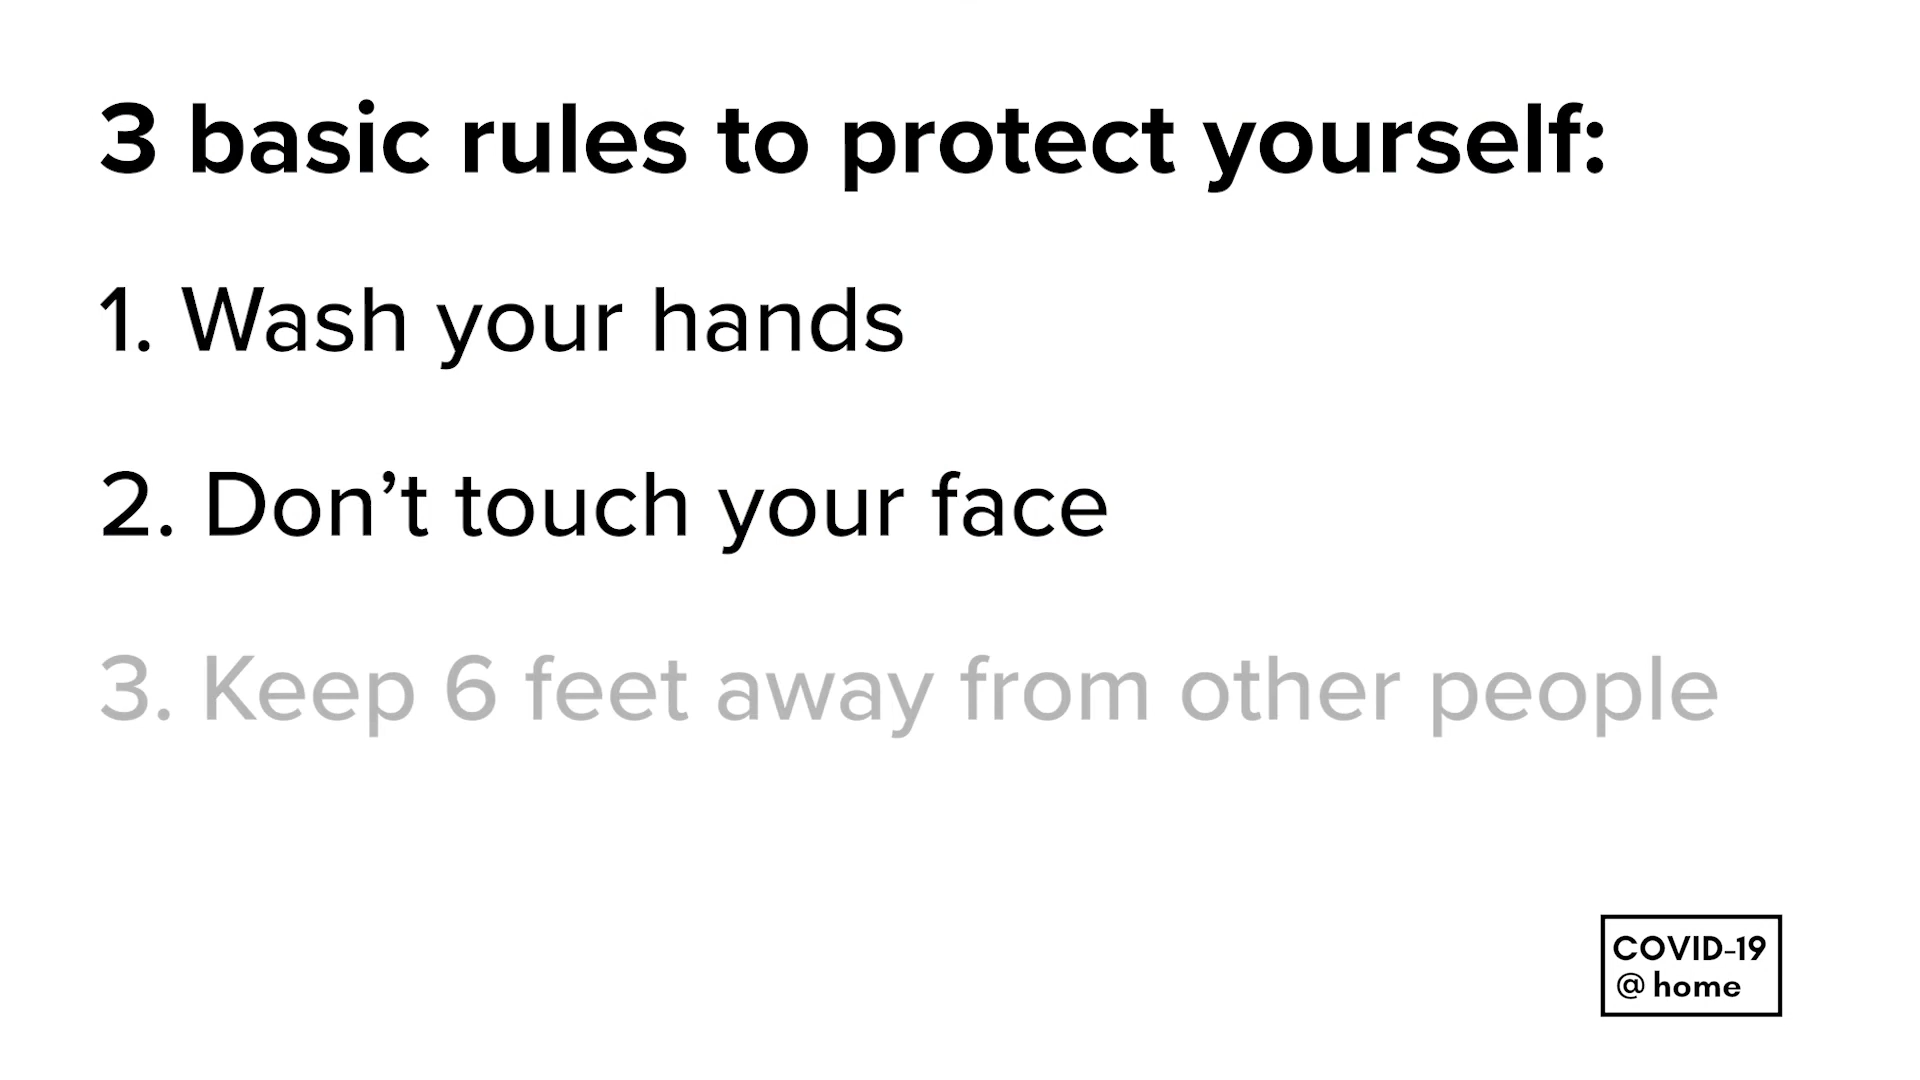 3 basic rules to protect yourself:
1. Wash your hands
2. Don’t touch your face
3. Keep 6 feet away from other people
COVID-19
@ home